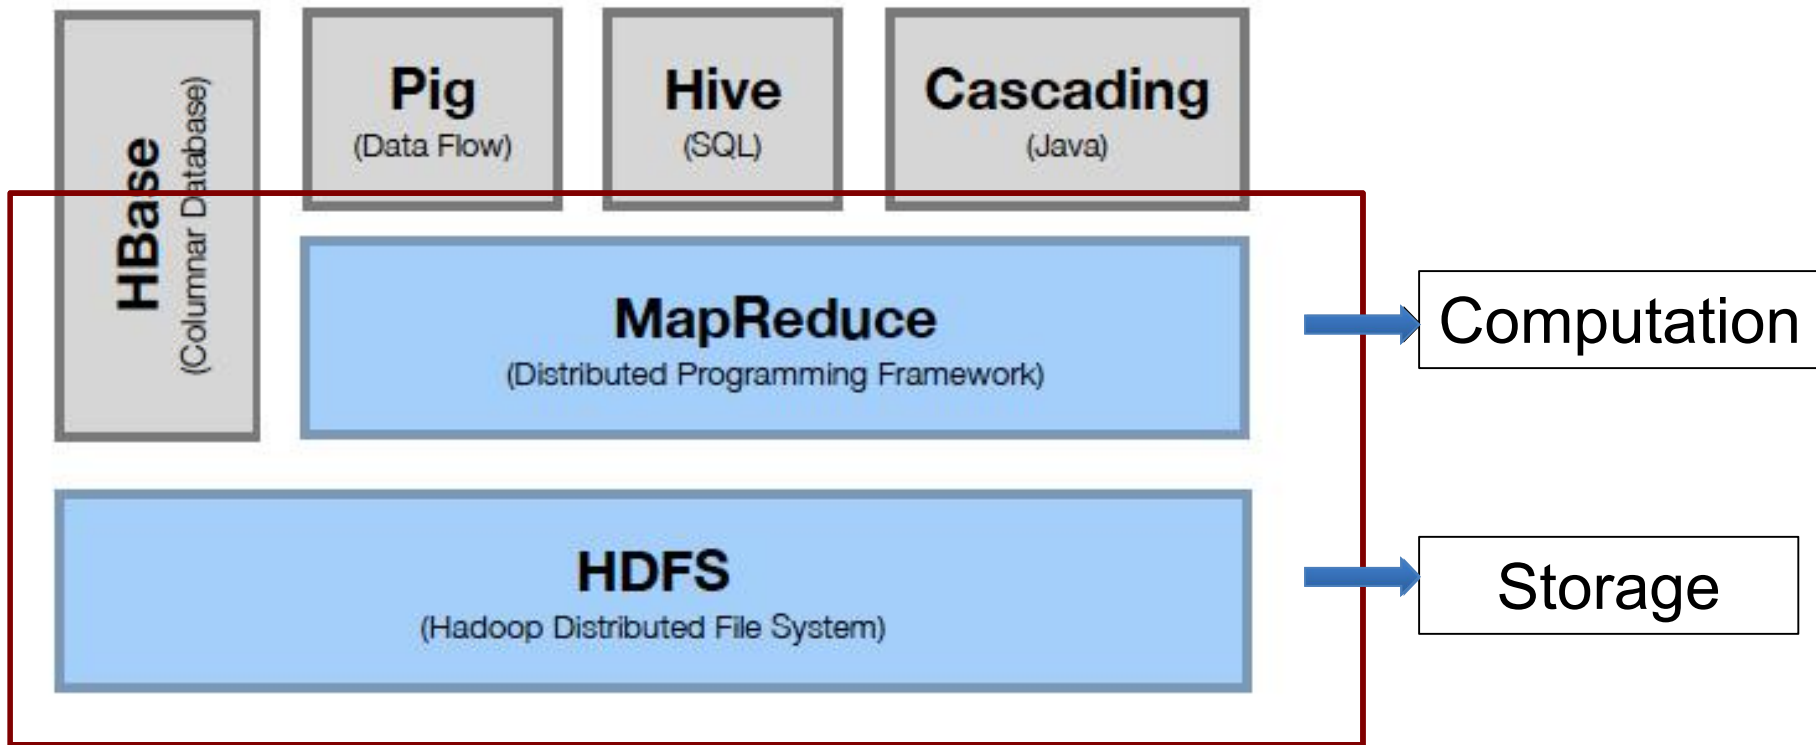 HBase
(Columnar Database)
Pig
(Data Flow)
Hive
(SQL)
Cascading
(Java)
MapReduce
(Distributed Programming Framework)
Computation
HDFS
(Hadoop Distributed File System)
Storage